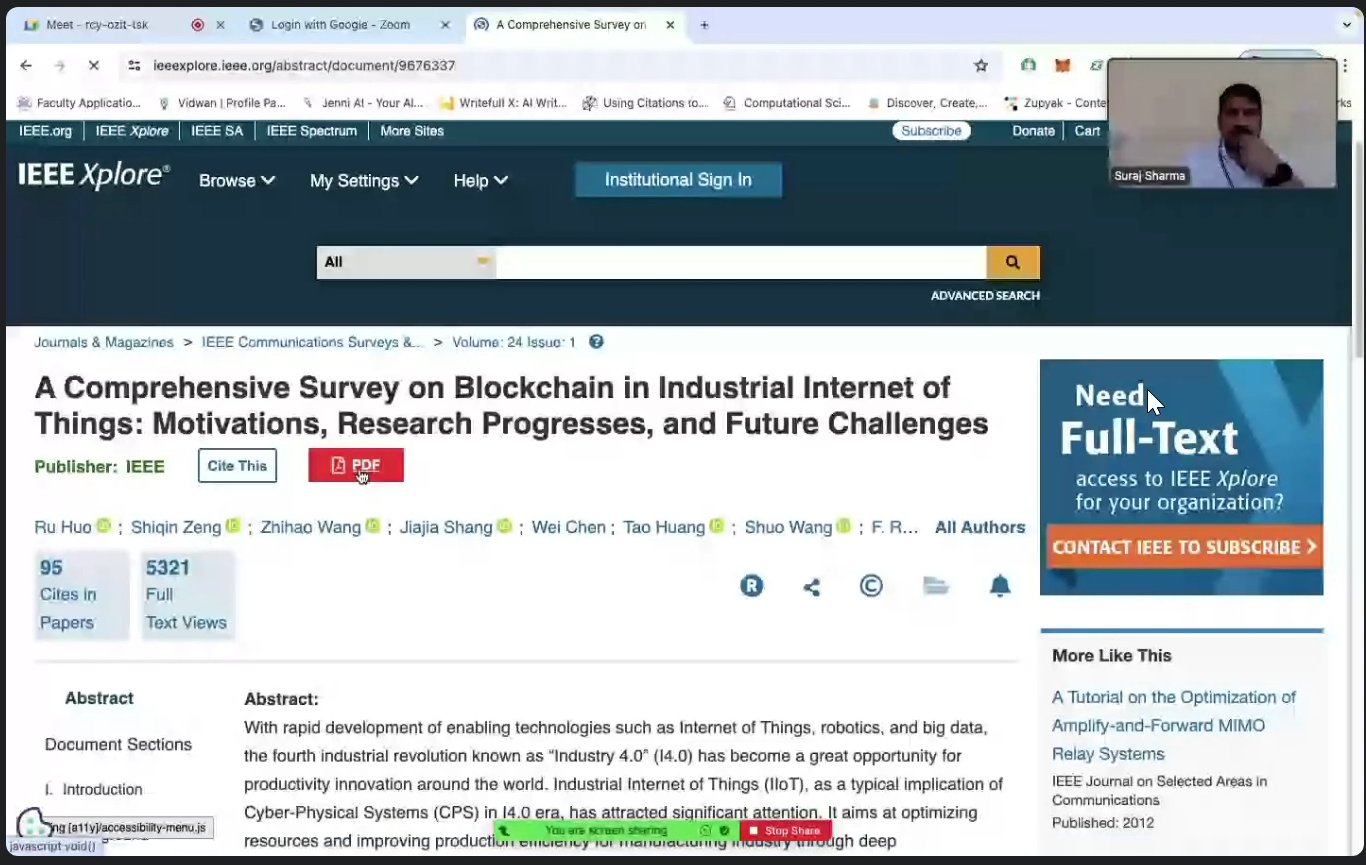 Meet - rcy-ozit-tsk
Login with Google - Zoom
A Comprehensive Survey on
ieeexplore.ieee.org/abstract/document/9676337
Faculty Applicatio...
Vidwan | Profile Pa...
Jenni AI - Your AI...
Writefull X: AI Writ...
Using Citations to...
Computational Sci...
Discover, Create,...
Zupyak - Conte
IEEE.org
IEEE Xplore
IEEE SA
IEEE Spectrum
More Sites
Subscribe
Donate
Cart
Suraj Sharma
IEEE Xplore®
Browse
My Settings
Help
Institutional Sign In
All
ADVANCED SEARCH
Journals & Magazines > IEEE Communications Surveys &... > Volume: 24 Issue: 1
A Comprehensive Survey on Blockchain in Industrial Internet of
Things: Motivations, Research Progresses, and Future Challenges
Publisher: IEEE
Cite This
PDF
Ru Huo ; Shiqin Zeng ; Zhihao Wang ; Jiajia Shang ; Wei Chen ; Tao Huang ; Shuo Wang ; F. R... All Authors
95
Cites in
Papers
5321
Full
Text Views
Need
Full-Text
access to IEEE Xplore
for your organization?
CONTACT IEEE TO SUBSCRIBE >
Abstract
Document Sections
I. Introduction
Abstract:
With rapid development of enabling technologies such as Internet of Things, robotics, and big data,
the fourth industrial revolution known as "Industry 4.0" (I4.0) has become a great opportunity for
productivity innovation around the world. Industrial Internet of Things (IIoT), as a typical implication of
Cyber-Physical Systems (CPS) in I4.0 era, has attracted significant attention. It aims at optimizing
resources and improving production efficiency for manufacturing industry through deep
More Like This
A Tutorial on the Optimization of
Amplify-and-Forward MIMO
Relay Systems
IEEE Journal on Selected Areas in
Communications
Published: 2012
ng [a11y]/accessibility-menu.js
javascript:void()
You are screen sharing
Stop Share